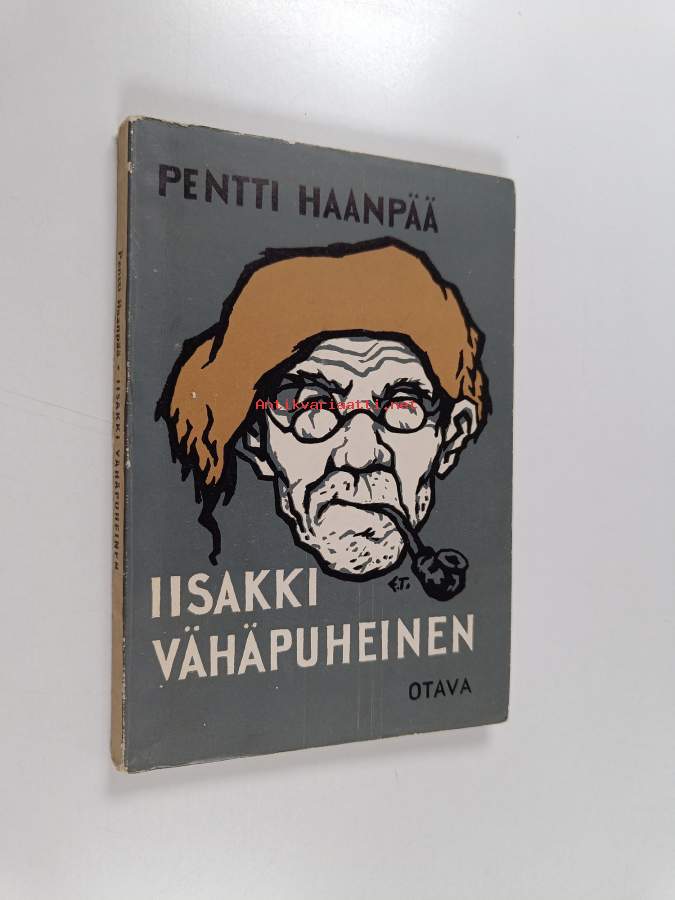 PENTTI HAANPÄÄ
Antikvariaatti.net
E.T.
IISAKKI
VÄHÄPUHEINEN
OTAVA
Pentti Haanpää • IISAKKI VÄHÄPUHEINEN